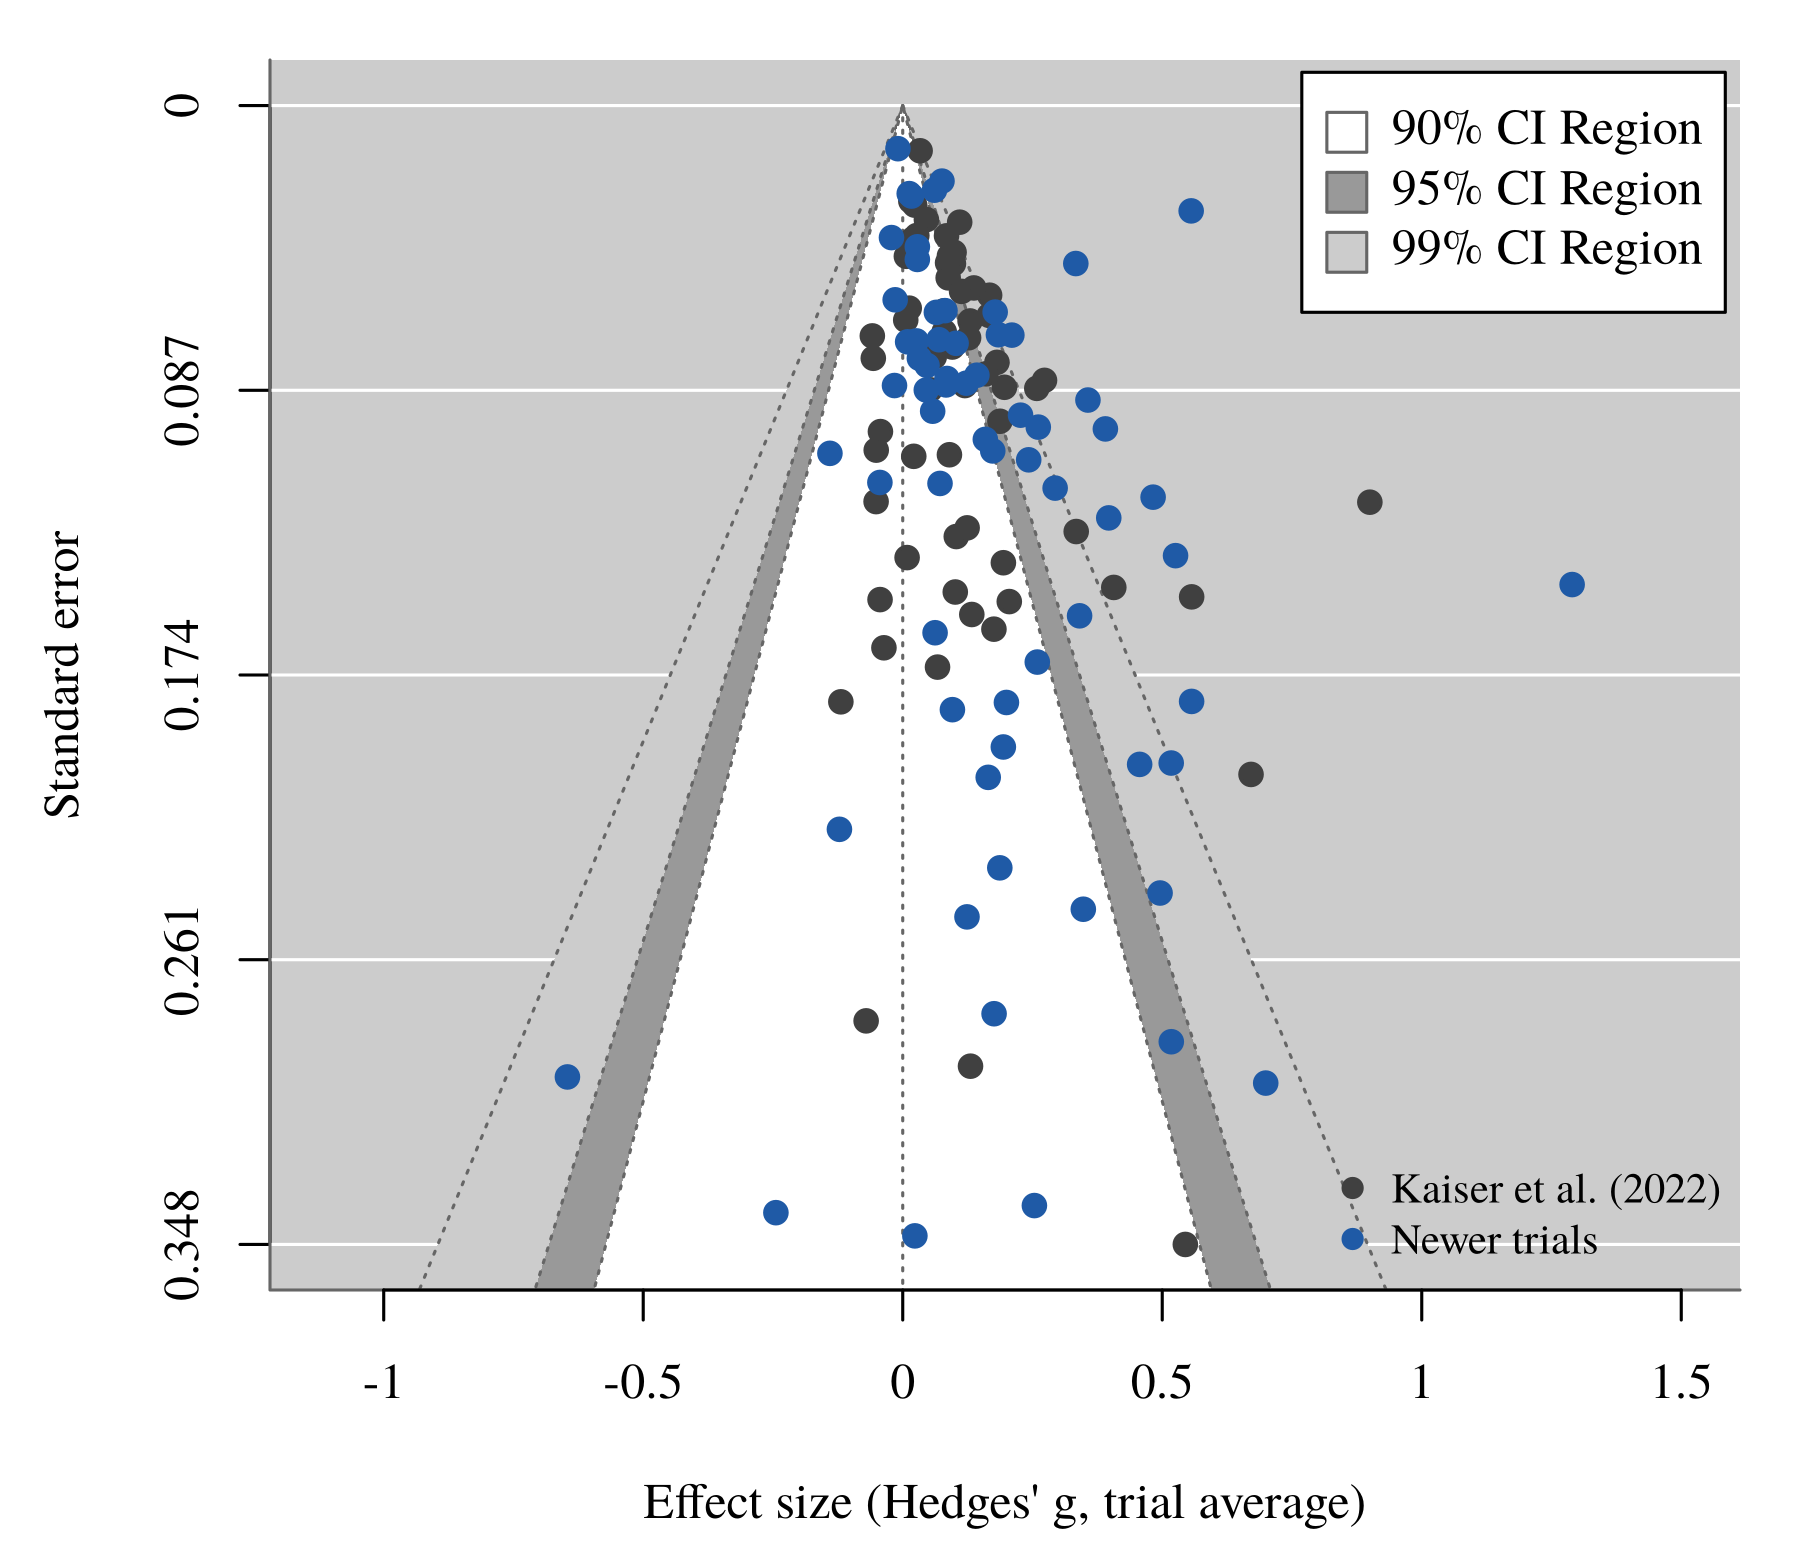 90% CI Region
95% CI Region
99% CI Region
0
0.087
0.174
0.261
0.348
Standard error
Kaiser et al. (2022)
Newer trials
-1
-0.5
0
0.5
1
1.5
Effect size (Hedges' g, trial average)